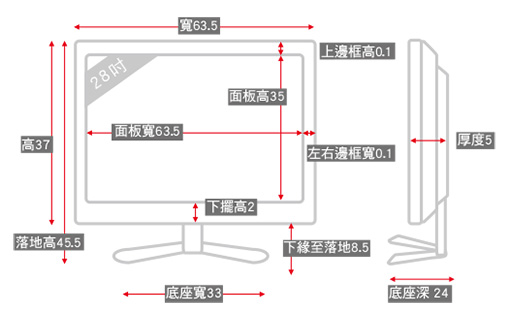 寬63.5
上邊框高0.1
28吋
面板高35
面板寬63.5
高37
左右邊框寬0.1
厚度5
下擺高2
落地高45.5
下緣至落地8.5
底座寬33
底座深 24